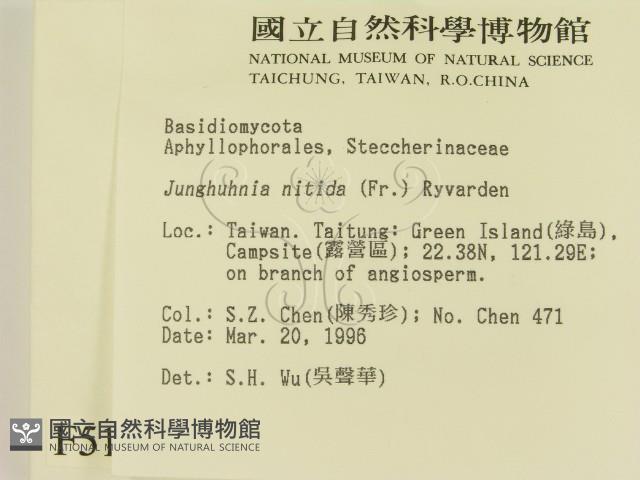 國立自然科學博物館
NATIONAL MUSEUM OF NATURAL SCIENCE
TAICHUNG, TAIWAN, R.O.CHINA
Basidiomycota
Aphyllophorales, Steccherinaceae
Junghuhnia nitida (Fr.) Ryvarden
Loc.: Taiwan. Taitung: Green Island(綠島),
Campsite(露營區); 22.38N, 121.29E;
on branch of angiosperm.
Col.: S.Z. Chen(陳秀珍); No. Chen 471
Date: Mar. 20, 1996
Det.: S.H. Wu(吳聲華)
國立自然科學博物館
NATIONAL MUSEUM OF NATURAL SCIENCE